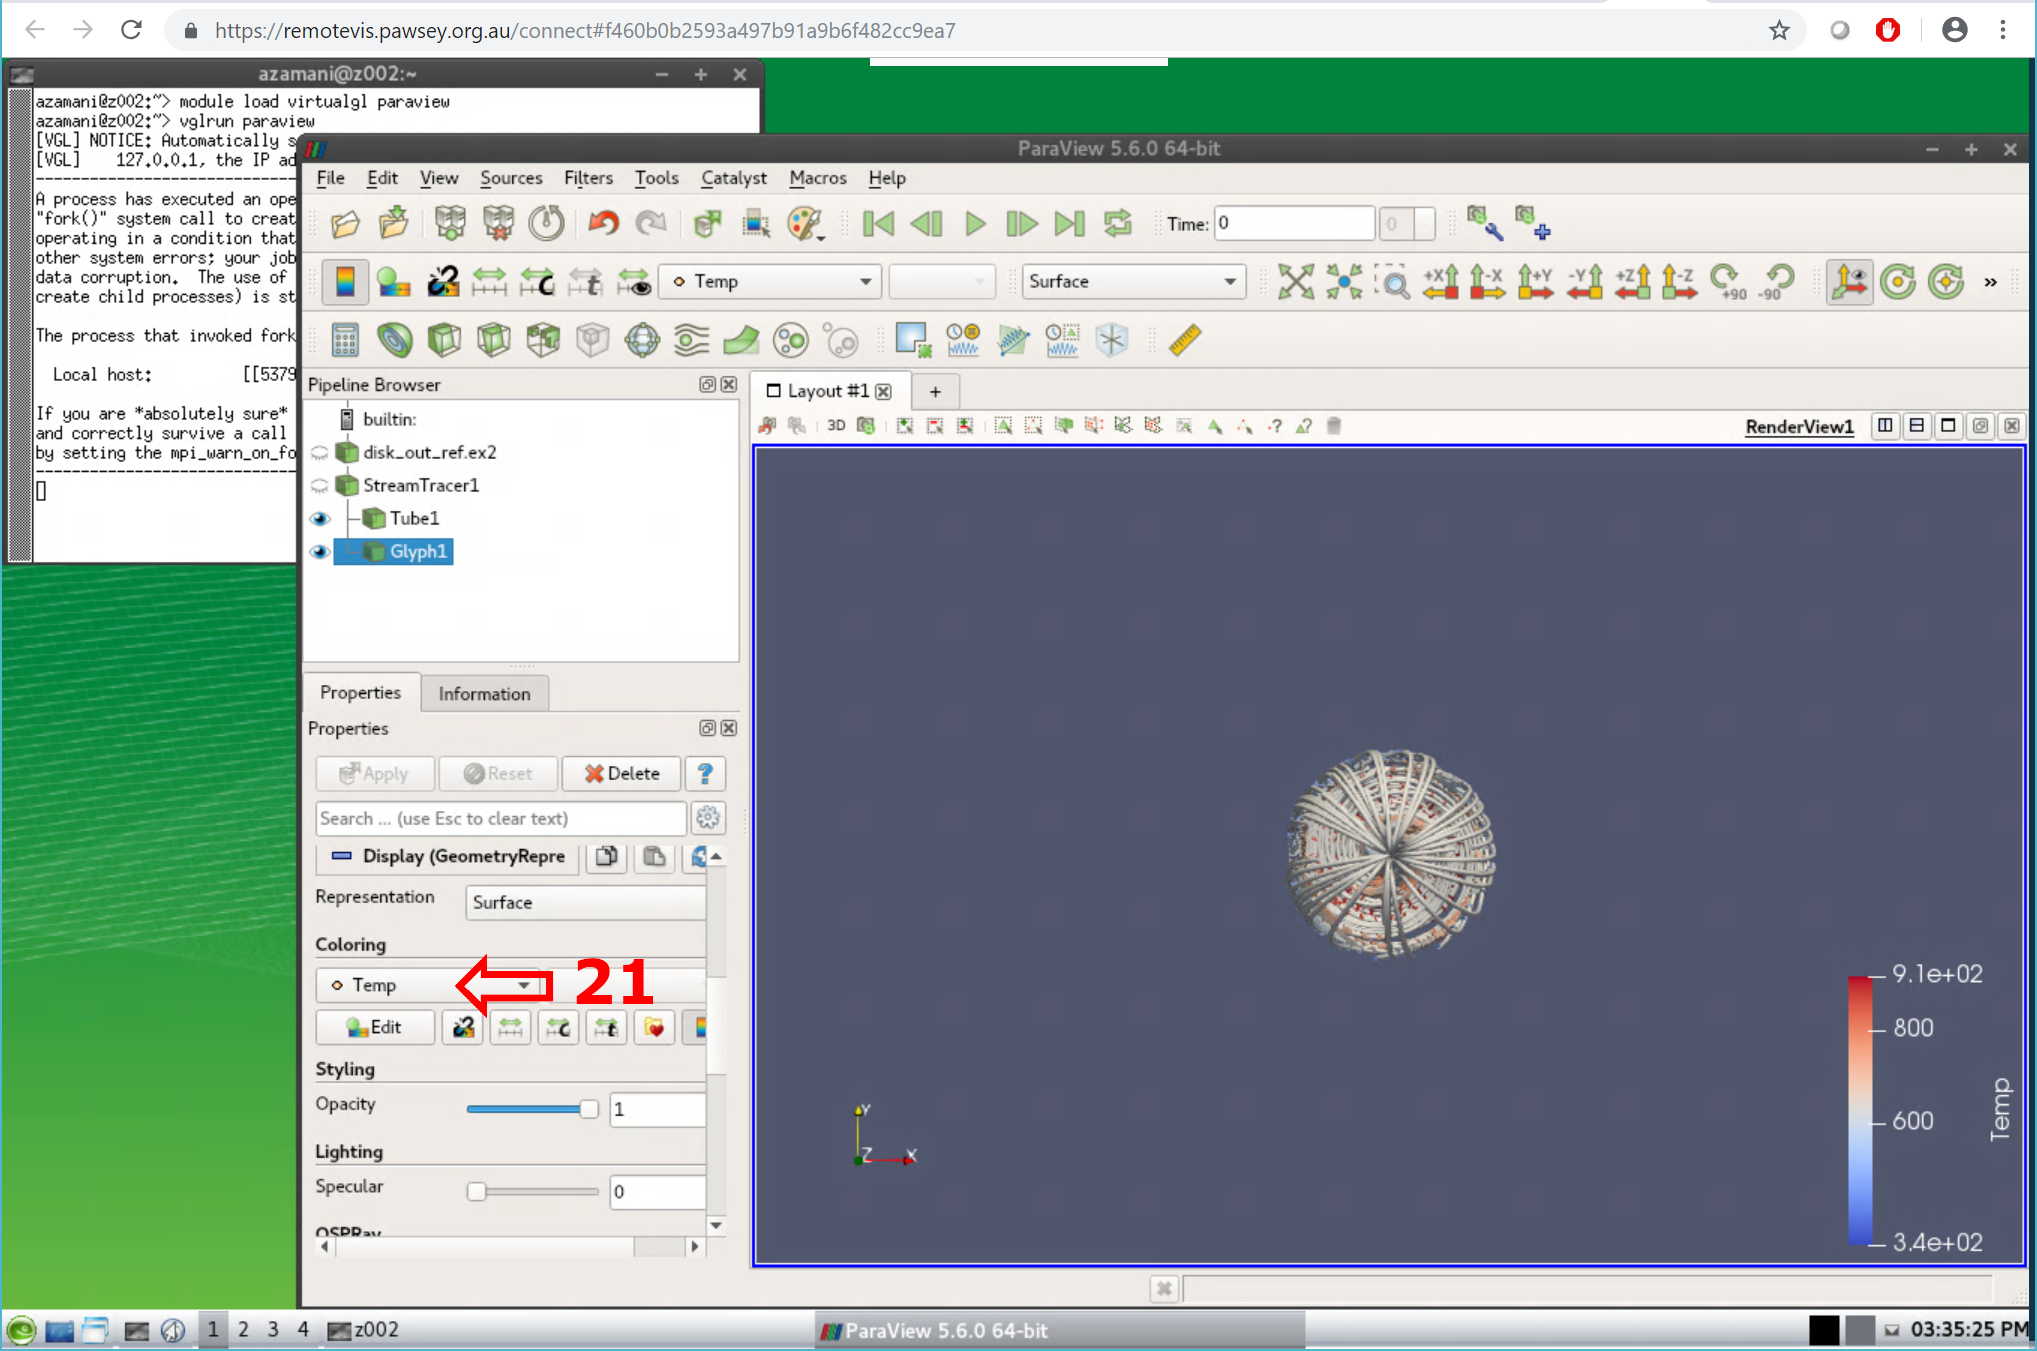 https://remotevis.pawsey.org.au/connect#f460b0b2593a497b91a9b6f482cc9ea7
azamani@z002:~
azamani@z002:~> module load virtualgl paraview
azamani@z002:~> vglrun paraview
[VGL] NOTICE: Automatically s
[VGL]    127.0.0.1, the IP ad
A process has executed an ope
"fork()" system call to creat
operating in a condition that
other system errors; your job
data corruption.  The use of
create child processes) is st
The process that invoked fork
Local host:          [[5379
If you are *absolutely sure*
and correctly survive a call
by setting the mpi_warn_on_fo
ParaView 5.6.0 64-bit
File Edit View Sources Filters Tools Catalyst Macros Help
Time: 0 0
Temp Surface +X -X +Y -Y +Z -Z +90 -90 »
Pipeline Browser
builtin:
disk_out_ref.ex2
StreamTracer1
Tube1
Glyph1
Layout #1 +
3D RenderView1
Properties Information
Properties
Apply Reset Delete ?
Search ... (use Esc to clear text)
Display (GeometryRepre
Representation Surface
Coloring
Temp 21
Edit
Styling
Opacity 1
Lighting
Specular 0
OSPRay
9.1e+02
800
600
3.4e+02
Temp
Y
Z X
1 2 3 4 z002 ParaView 5.6.0 64-bit 03:35:25 PM